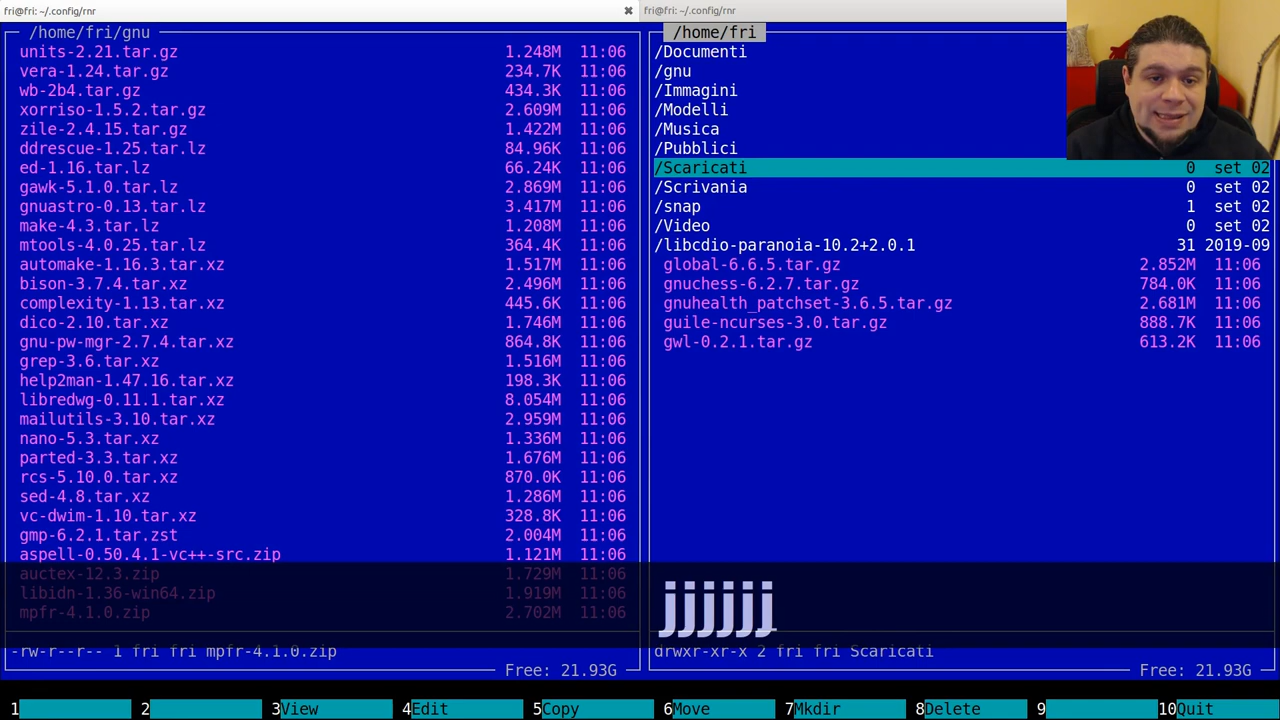 fri@fri: ~/.config/rnr ✖
fri@fri: ~/.config/rnr
/home/fri/gnu
units-2.21.tar.gz 1.248M 11:06
vera-1.24.tar.gz 234.7K 11:06
wb-2b4.tar.gz 434.3K 11:06
xorriso-1.5.2.tar.gz 2.609M 11:06
zile-2.4.15.tar.gz 1.422M 11:06
ddrescue-1.25.tar.lz 84.96K 11:06
ed-1.16.tar.lz 66.24K 11:06
gawk-5.1.0.tar.lz 2.869M 11:06
gnuastro-0.13.tar.lz 3.417M 11:06
make-4.3.tar.lz 1.208M 11:06
mtools-4.0.25.tar.lz 364.4K 11:06
automake-1.16.3.tar.xz 1.517M 11:06
bison-3.7.4.tar.xz 2.496M 11:06
complexity-1.13.tar.xz 445.6K 11:06
dico-2.10.tar.xz 1.746M 11:06
gnu-pw-mgr-2.7.4.tar.xz 864.8K 11:06
grep-3.6.tar.xz 1.516M 11:06
help2man-1.47.16.tar.xz 198.3K 11:06
libredwg-0.11.1.tar.xz 8.054M 11:06
mailutils-3.10.tar.xz 2.959M 11:06
nano-5.3.tar.xz 1.336M 11:06
parted-3.3.tar.xz 1.676M 11:06
rcs-5.10.0.tar.xz 870.0K 11:06
sed-4.8.tar.xz 1.286M 11:06
vc-dwim-1.10.tar.xz 328.8K 11:06
gmp-6.2.1.tar.zst 2.004M 11:06
aspell-0.50.4.1-vc++-src.zip 1.121M 11:06
auctex-12.3.zip 1.729M 11:06
libidn-1.36-win64.zip 1.919M 11:06
mpfr-4.1.0.zip 2.702M 11:06
-rw-r--r-- 1 fri fri mpfr-4.1.0.zip
Free: 21.93G
/home/fri
/Documenti
/gnu
/Immagini
/Modelli
/Musica
/Pubblici
/Scaricati 0 set 02
/Scrivania 0 set 02
/snap 1 set 02
/Video 0 set 02
/libcdio-paranoia-10.2+2.0.1 31 2019-09
global-6.6.5.tar.gz 2.852M 11:06
gnuchess-6.2.7.tar.gz 784.0K 11:06
gnuhealth_patchset-3.6.5.tar.gz 2.681M 11:06
guile-ncurses-3.0.tar.gz 888.7K 11:06
gwl-0.2.1.tar.gz 613.2K 11:06
jjjjjj
drwxr-xr-x 2 fri fri Scaricati
Free: 21.93G
1 2 3View 4Edit 5Copy 6Move 7Mkdir 8Delete 9 10Quit